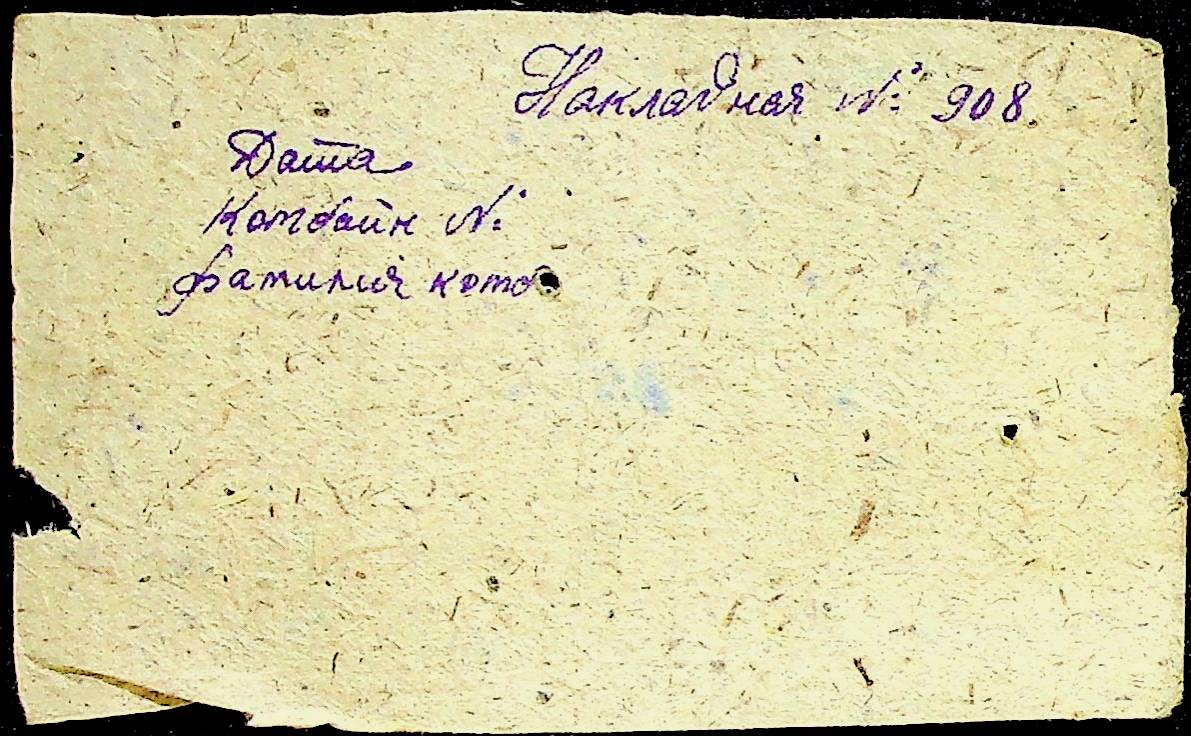 Накладная № 908.
Дата
Комбайн №
Фамилия комб.